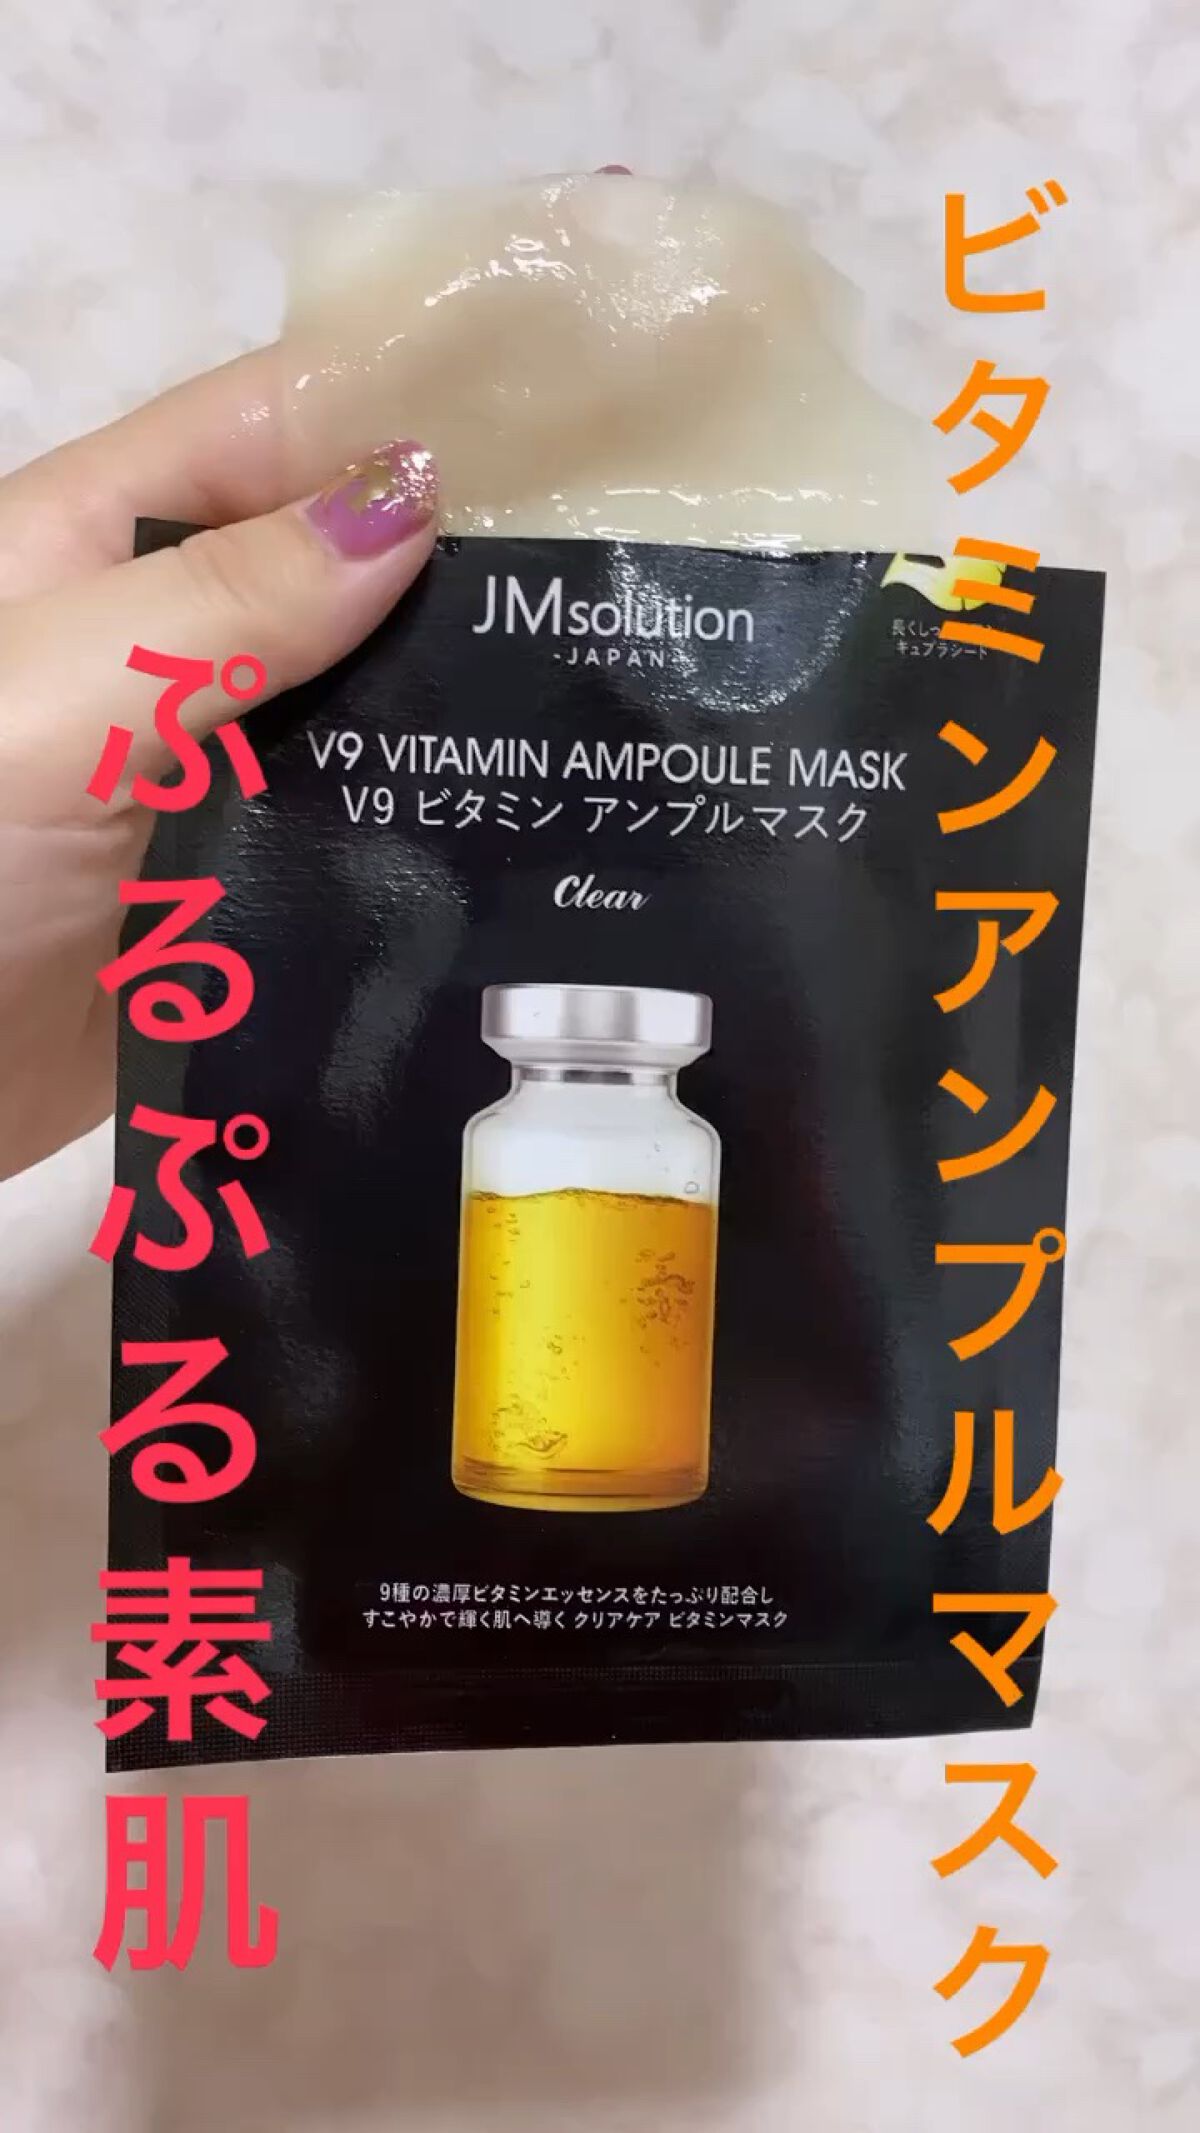 ビタミンアンプルマスク
ぷるぷる素肌
JMsolution
-JAPAN-
長くしっ
キュプラシート
V9 VITAMIN AMPOULE MASK
V9 ビタミン アンプルマスク
Clear
9種の濃厚ビタミンエッセンスをたっぷり配合し
すこやかで輝く肌へ導く クリアケア ビタミンマスク